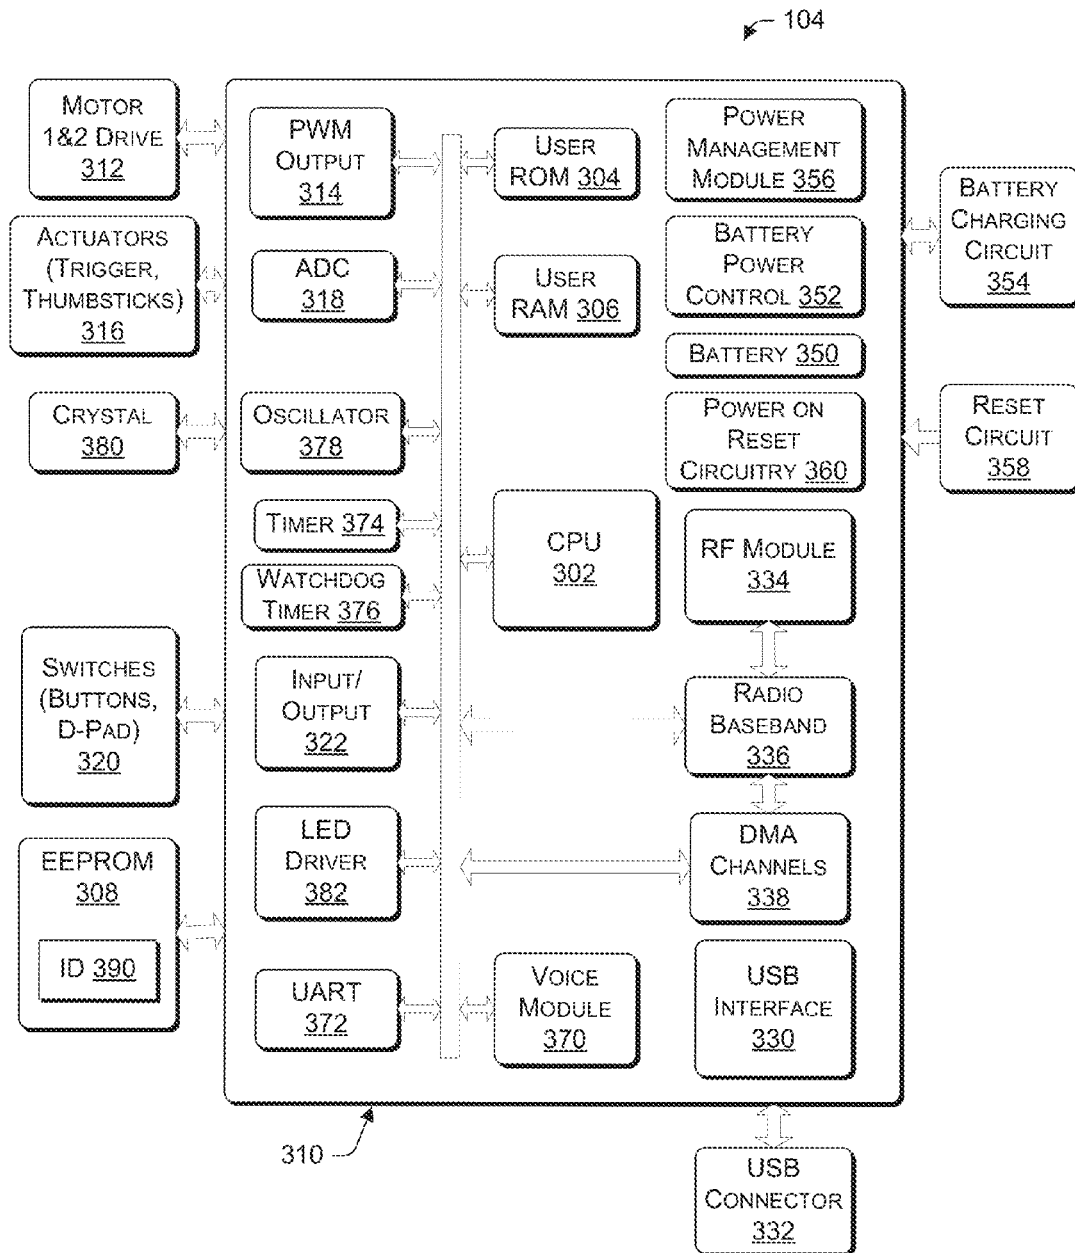 104
MOTOR
1&2 DRIVE
312
ACTUATORS
(TRIGGER,
THUMBSTICKS)
316
CRYSTAL
380
SWITCHES
(BUTTONS,
D-PAD)
320
EEPROM
308
ID 390
PWM
OUTPUT
314
ADC
318
OSCILLATOR
378
TIMER 374
WATCHDOG
TIMER 376
INPUT/
OUTPUT
322
LED
DRIVER
382
UART
372
USER
ROM 304
USER
RAM 306
CPU
302
VOICE
MODULE
370
POWER
MANAGEMENT
MODULE 356
BATTERY
POWER
CONTROL 352
BATTERY 350
POWER ON
RESET
CIRCUITRY 360
RF MODULE
334
RADIO
BASEBAND
336
DMA
CHANNELS
338
USB
INTERFACE
330
BATTERY
CHARGING
CIRCUIT
354
RESET
CIRCUIT
358
310
USB
CONNECTOR
332